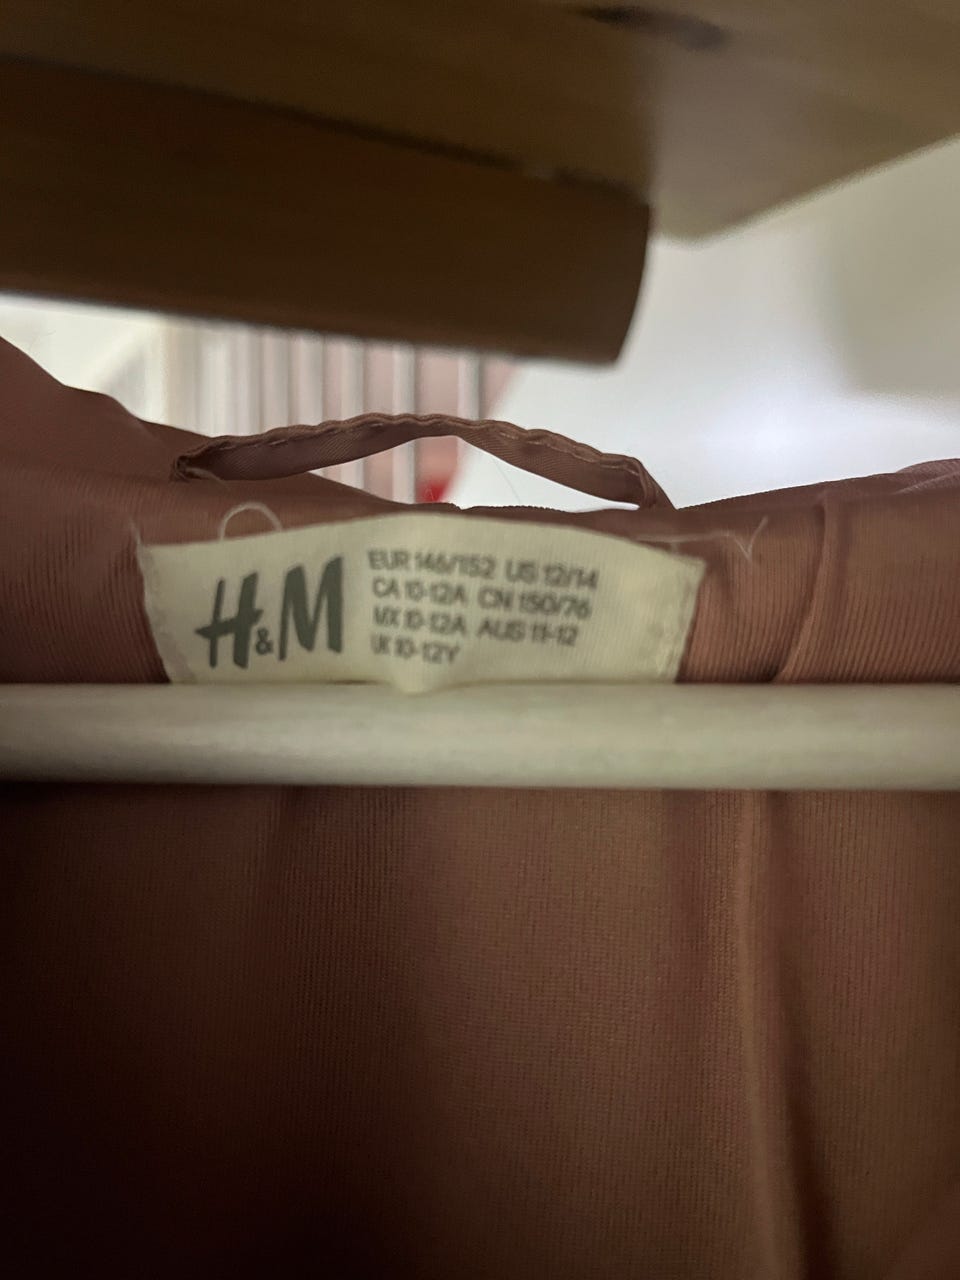 H&M
EUR 146/152 US 12/14
CA 10-12A CN 150/76
MX 10-12A AUS 11-12
UK 10-12Y